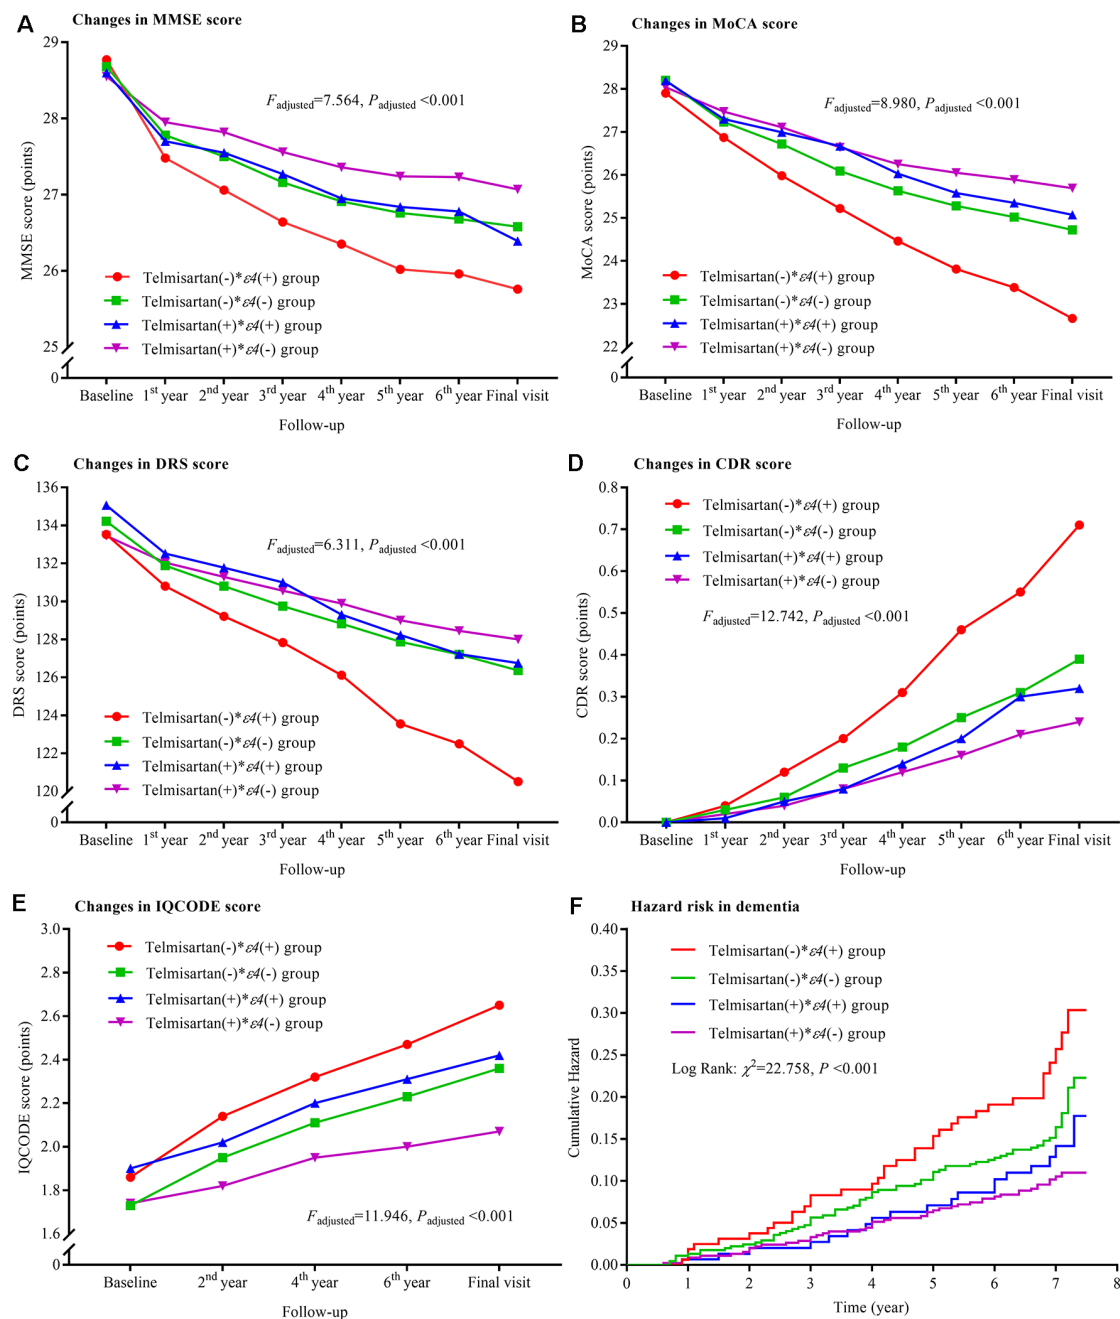 A Changes in MMSE score
MMSE score (points)
29
28
27
26
25
0
F adjusted=7.564, P adjusted <0.001
Telmisartan(-)*ε4(+) group
Telmisartan(-)*ε4(-) group
Telmisartan(+)*ε4(+) group
Telmisartan(+)*ε4(-) group
Baseline 1st year 2nd year 3rd year 4th year 5th year 6th year Final visit
Follow-up
B Changes in MoCA score
MoCA score (points)
29
28
27
26
25
24
23
22
0
F adjusted=8.980, P adjusted <0.001
Telmisartan(-)*ε4(+) group
Telmisartan(-)*ε4(-) group
Telmisartan(+)*ε4(+) group
Telmisartan(+)*ε4(-) group
Baseline 1st year 2nd year 3rd year 4th year 5th year 6th year Final visit
Follow-up
C Changes in DRS score
DRS score (points)
136
134
132
130
128
126
124
122
120
0
F adjusted=6.311, P adjusted <0.001
Telmisartan(-)*ε4(+) group
Telmisartan(-)*ε4(-) group
Telmisartan(+)*ε4(+) group
Telmisartan(+)*ε4(-) group
Baseline 1st year 2nd year 3rd year 4th year 5th year 6th year Final visit
Follow-up
D Changes in CDR score
CDR score (points)
0.8
0.7
0.6
0.5
0.4
0.3
0.2
0.1
0.0
Telmisartan(-)*ε4(+) group
Telmisartan(-)*ε4(-) group
Telmisartan(+)*ε4(+) group
Telmisartan(+)*ε4(-) group
F adjusted=12.742, P adjusted <0.001
Baseline 1st year 2nd year 3rd year 4th year 5th year 6th year Final visit
Follow-up
E Changes in IQCODE score
IQCODE score (points)
3.0
2.8
2.6
2.4
2.2
2.0
1.8
1.6
0
Telmisartan(-)*ε4(+) group
Telmisartan(-)*ε4(-) group
Telmisartan(+)*ε4(+) group
Telmisartan(+)*ε4(-) group
F adjusted=11.946, P adjusted <0.001
Baseline 2nd year 4th year 6th year Final visit
Follow-up
F Hazard risk in dementia
Cumulative Hazard
0.40
0.35
0.30
0.25
0.20
0.15
0.10
0.05
0.00
Telmisartan(-)*ε4(+) group
Telmisartan(-)*ε4(-) group
Telmisartan(+)*ε4(+) group
Telmisartan(+)*ε4(-) group
Log Rank: χ2=22.758, P <0.001
0 1 2 3 4 5 6 7 8
Time (year)